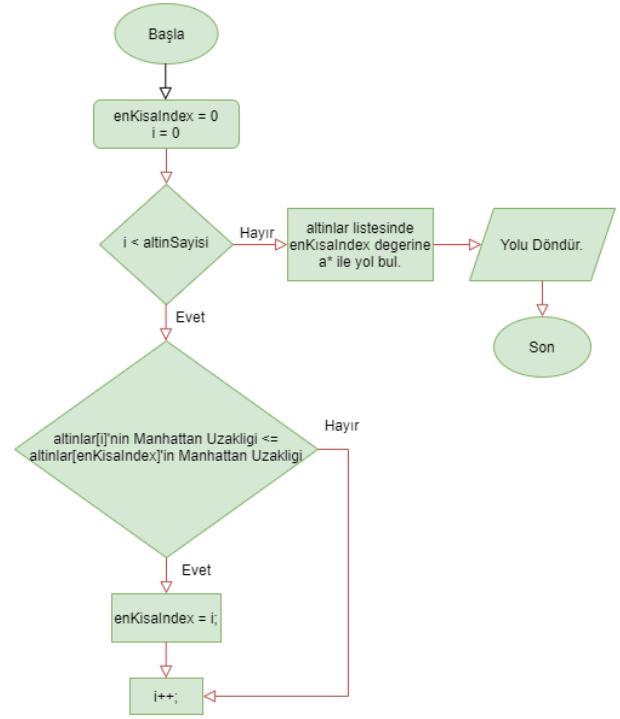 Başla
enKisaIndex = 0
i = 0
i < altinSayisi
Hayır
altinlar listesinde
enKısaIndex degerine
a* ile yol bul.
Yolu Döndür.
Son
Evet
altinlar[i]'nin Manhattan Uzakligi <=
altinlar[enKisaIndex]'in Manhattan Uzakligi
Hayır
Evet
enKisaIndex = i;
i++;